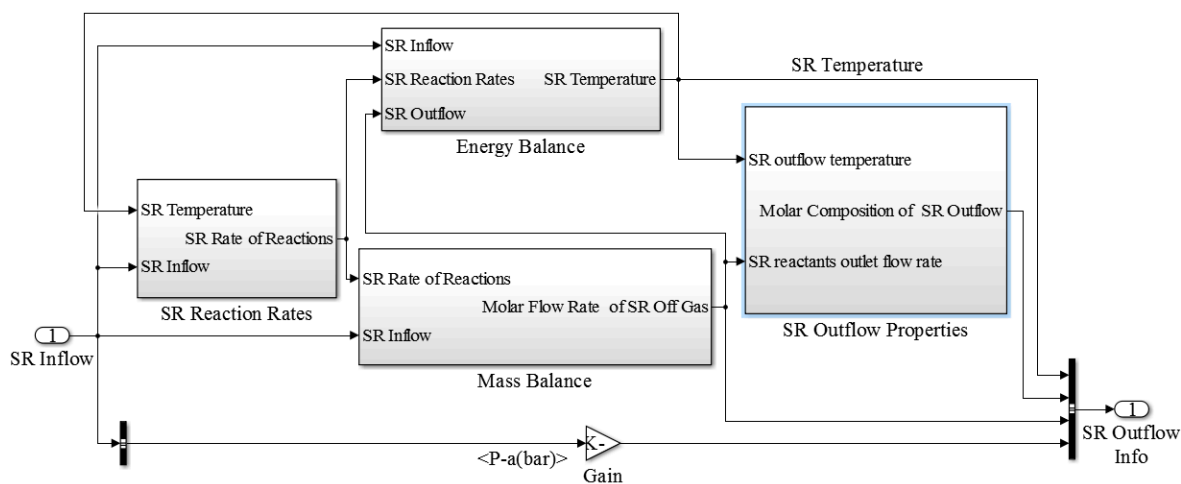 SR Inflow
SR Reaction Rates
SR Temperature
SR Outflow
Energy Balance
SR Temperature
SR outflow temperature
Molar Composition of SR Outflow
SR reactants outlet flow rate
SR Outflow Properties
SR Temperature
SR Rate of Reactions
SR Inflow
SR Reaction Rates
SR Rate of Reactions
Molar Flow Rate of SR Off Gas
SR Inflow
Mass Balance
1
SR Inflow
<P-a(bar)>
K-
Gain
1
SR Outflow
Info